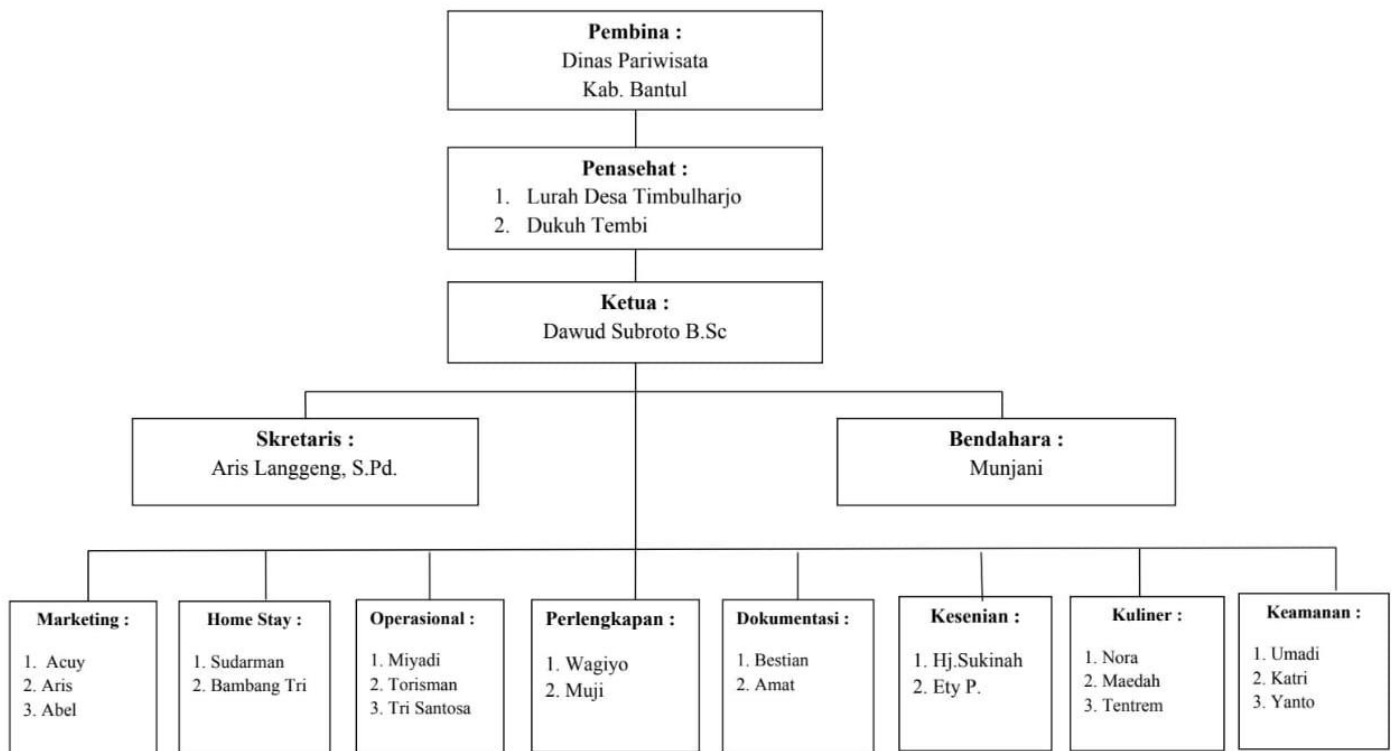 Pembina :
Dinas Pariwisata
Kab. Bantul
Penasehat :
1. Lurah Desa Timbulharjo
2. Dukuh Tembi
Ketua :
Dawud Subroto B.Sc
Skretaris :
Aris Langgeng, S.Pd.
Bendahara :
Munjani
Marketing :
1. Acuy
2. Aris
3. Abel
Home Stay :
1. Sudarman
2. Bambang Tri
Operasional :
1. Miyadi
2. Torisman
3. Tri Santosa
Perlengkapan :
1. Wagiyo
2. Muji
Dokumentasi :
1. Bestian
2. Amat
Kesenian :
1. Hj.Sukinah
2. Ety P.
Kuliner :
1. Nora
2. Maedah
3. Tentrem
Keamanan :
1. Umadi
2. Katri
3. Yanto